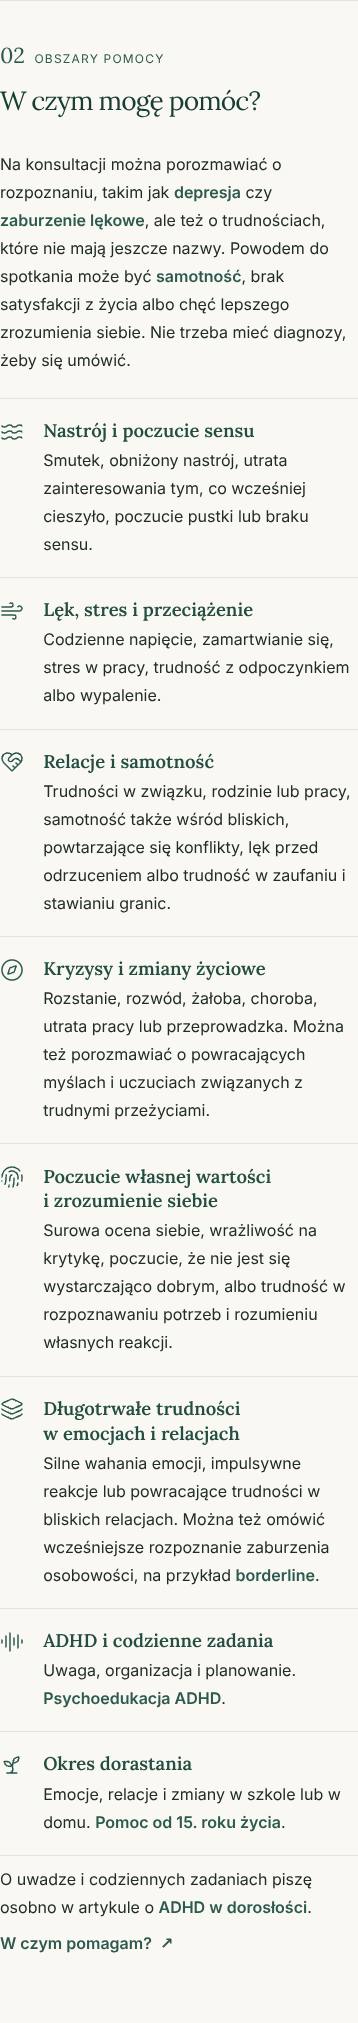 02 OBSZARY POMOCY
W czym mogę pomóc?
Na konsultacji można porozmawiać o
rozpoznaniu, takim jak depresja czy
zaburzenie lękowe, ale też o trudnościach,
które nie mają jeszcze nazwy. Powodem do
spotkania może być samotność, brak
satysfakcji z życia albo chęć lepszego
zrozumienia siebie. Nie trzeba mieć diagnozy,
żeby się umówić.
Nastrój i poczucie sensu
Smutek, obniżony nastrój, utrata
zainteresowania tym, co wcześniej
cieszyło, poczucie pustki lub braku
sensu.
Lęk, stres i przeciążenie
Codzienne napięcie, zamartwianie się,
stres w pracy, trudność z odpoczynkiem
albo wypalenie.
Relacje i samotność
Trudności w związku, rodzinie lub pracy,
samotność także wśród bliskich,
powtarzające się konflikty, lęk przed
odrzuceniem albo trudność w zaufaniu i
stawianiu granic.
Kryzysy i zmiany życiowe
Rozstanie, rozwód, żałoba, choroba,
utrata pracy lub przeprowadzka. Można
też porozmawiać o powracających
myślach i uczuciach związanych z
trudnymi przeżyciami.
Poczucie własnej wartości
i zrozumienie siebie
Surowa ocena siebie, wrażliwość na
krytykę, poczucie, że nie jest się
wystarczająco dobrym, albo trudność w
rozpoznawaniu potrzeb i rozumieniu
własnych reakcji.
Długotrwałe trudności
w emocjach i relacjach
Silne wahania emocji, impulsywne
reakcje lub powracające trudności w
bliskich relacjach. Można też omówić
wcześniejsze rozpoznanie zaburzenia
osobowości, na przykład borderline.
ADHD i codzienne zadania
Uwaga, organizacja i planowanie.
Psychoedukacja ADHD.
Okres dorastania
Emocje, relacje i zmiany w szkole lub w
domu. Pomoc od 15. roku życia.
O uwadze i codziennych zadaniach piszę
osobno w artykule o ADHD w dorosłości.
W czym pomagam? ↗